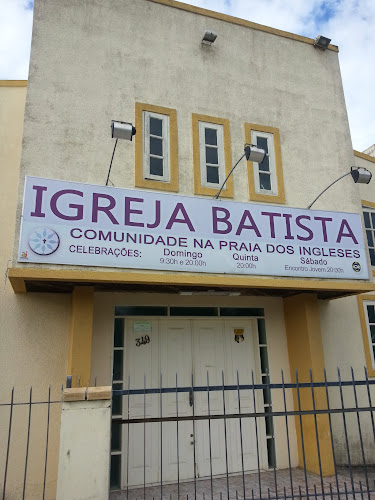 IGREJA BATISTA
COMUNIDADE NA PRAIA DOS INGLESES
CELEBRAÇÕES: Domingo Quinta Sábado
9:30h e 20:00h 20:00h Encontro Jovem 20:00h
319